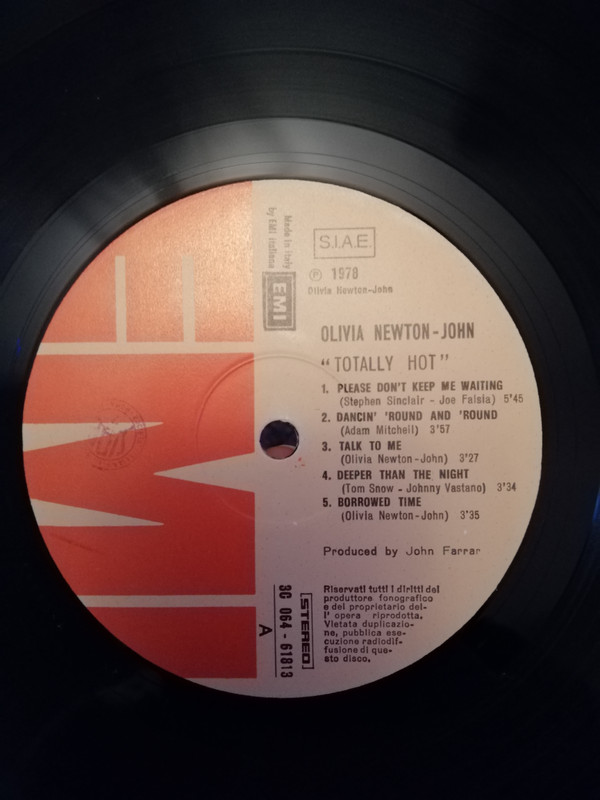 EMI
Made in Italy
by EMI Italiana
EMI
S.I.A.E.
Ⓟ 1978
Olivia Newton-John
OLIVIA NEWTON-JOHN
“TOTALLY HOT”
1. PLEASE DON'T KEEP ME WAITING
(Stephen Sinclair - Joe Falsia) 5'45
2. DANCIN' 'ROUND AND 'ROUND
(Adam Mitchell) 3'57
3. TALK TO ME
(Olivia Newton-John) 3'27
4. DEEPER THAN THE NIGHT
(Tom Snow - Johnny Vastano) 3'34
5. BORROWED TIME
(Olivia Newton-John) 3'35
Produced by John Farrar
Riservati tutti i diritti del
produttore fonografico
e del proprietario del-
l' opera riprodotta.
Vietata duplicazio-
ne, pubblica ese-
cuzione radiodif-
fusione di que-
sto disco.
STEREO
3C 064 - 61813
A